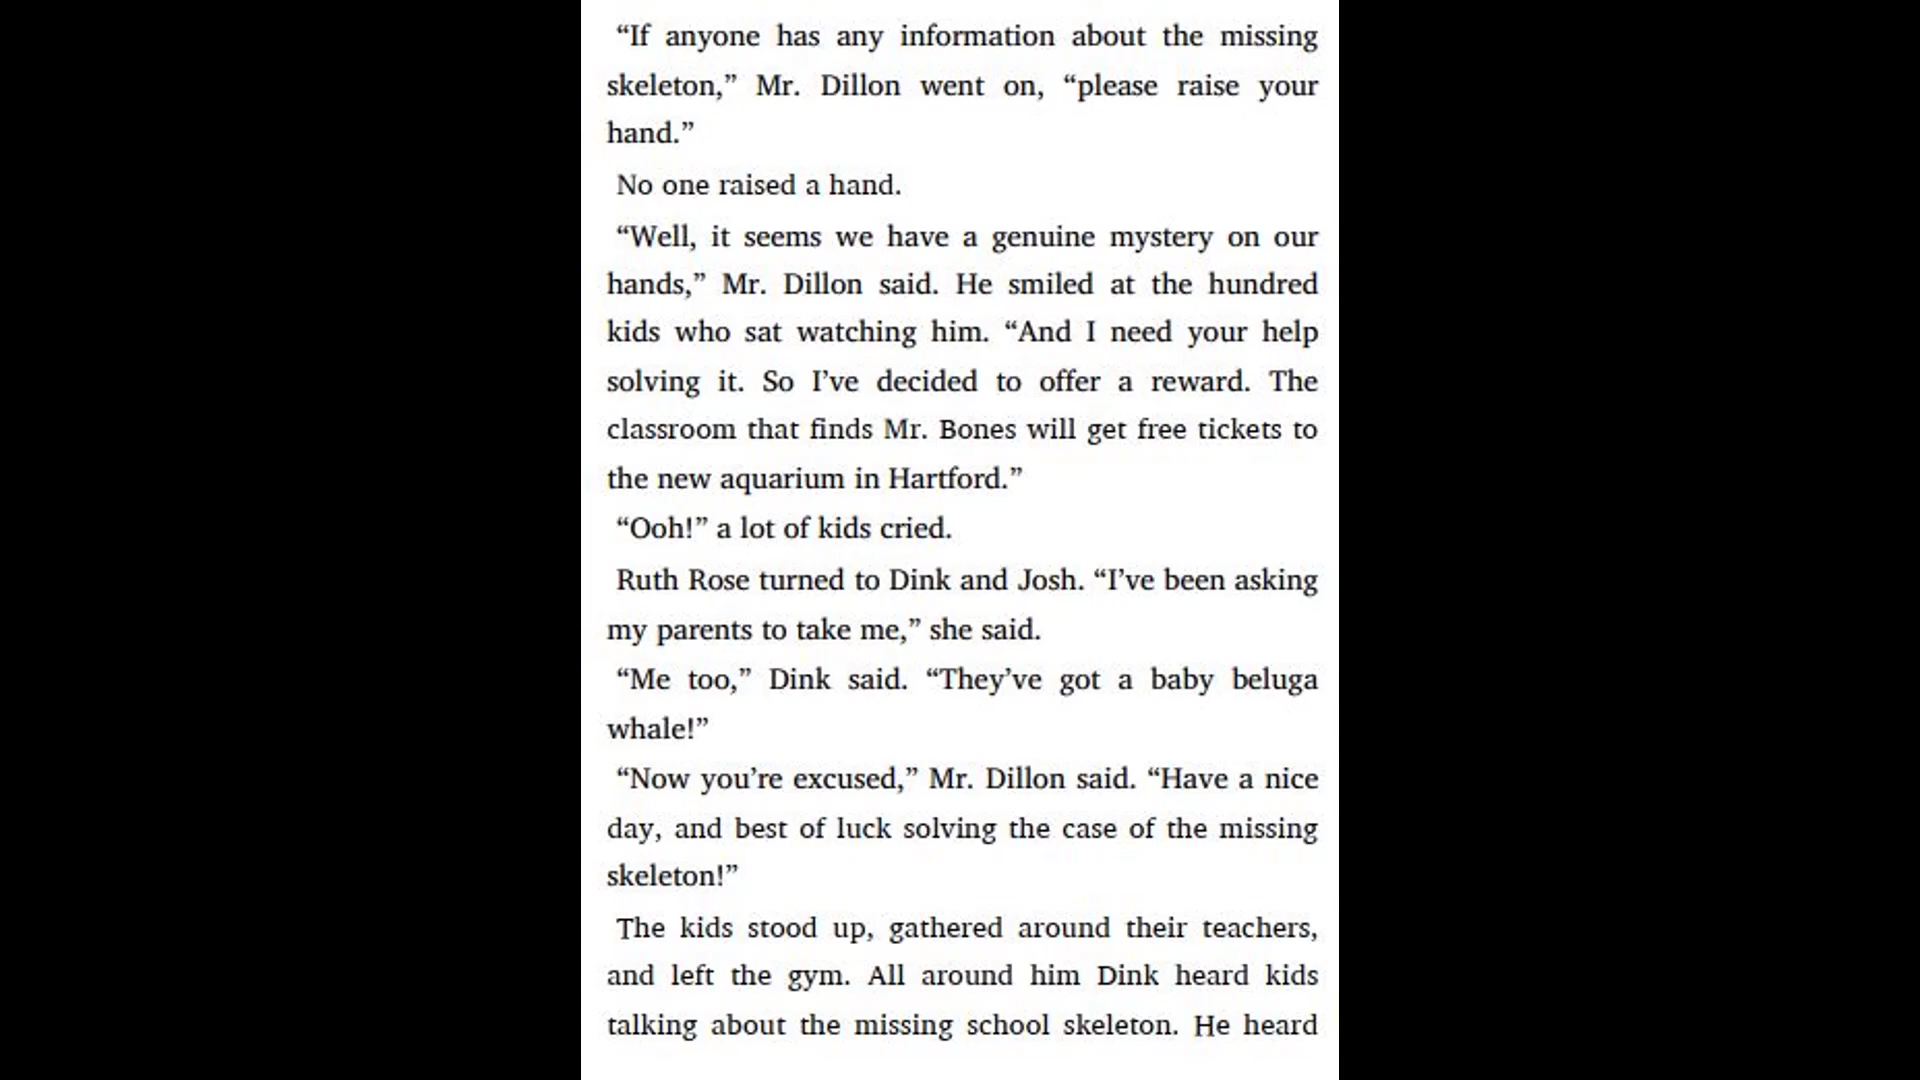 “If anyone has any information about the missing
skeleton,” Mr. Dillon went on, “please raise your
hand.”
No one raised a hand.
“Well, it seems we have a genuine mystery on our
hands,” Mr. Dillon said. He smiled at the hundred
kids who sat watching him. “And I need your help
solving it. So I’ve decided to offer a reward. The
classroom that finds Mr. Bones will get free tickets to
the new aquarium in Hartford.”
“Ooh!” a lot of kids cried.
Ruth Rose turned to Dink and Josh. “I’ve been asking
my parents to take me,” she said.
“Me too,” Dink said. “They’ve got a baby beluga
whale!”
“Now you’re excused,” Mr. Dillon said. “Have a nice
day, and best of luck solving the case of the missing
skeleton!”
The kids stood up, gathered around their teachers,
and left the gym. All around him Dink heard kids
talking about the missing school skeleton. He heard